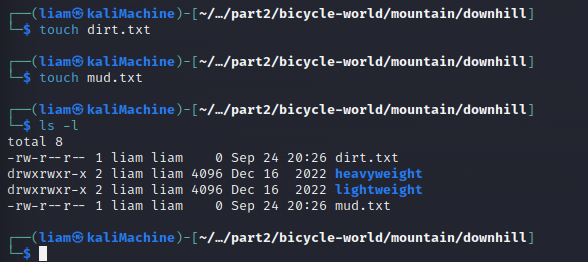 ┌──(liam㉿kaliMachine)-[~/…/part2/bicycle-world/mountain/downhill]
└─$ touch dirt.txt
┌──(liam㉿kaliMachine)-[~/…/part2/bicycle-world/mountain/downhill]
└─$ touch mud.txt
┌──(liam㉿kaliMachine)-[~/…/part2/bicycle-world/mountain/downhill]
└─$ ls -l
total 8
-rw-r--r-- 1 liam liam    0 Sep 24 20:26 dirt.txt
drwxrwxr-x 2 liam liam 4096 Dec 16  2022 heavyweight
drwxrwxr-x 2 liam liam 4096 Dec 16  2022 lightweight
-rw-r--r-- 1 liam liam    0 Sep 24 20:26 mud.txt
┌──(liam㉿kaliMachine)-[~/…/part2/bicycle-world/mountain/downhill]
└─$